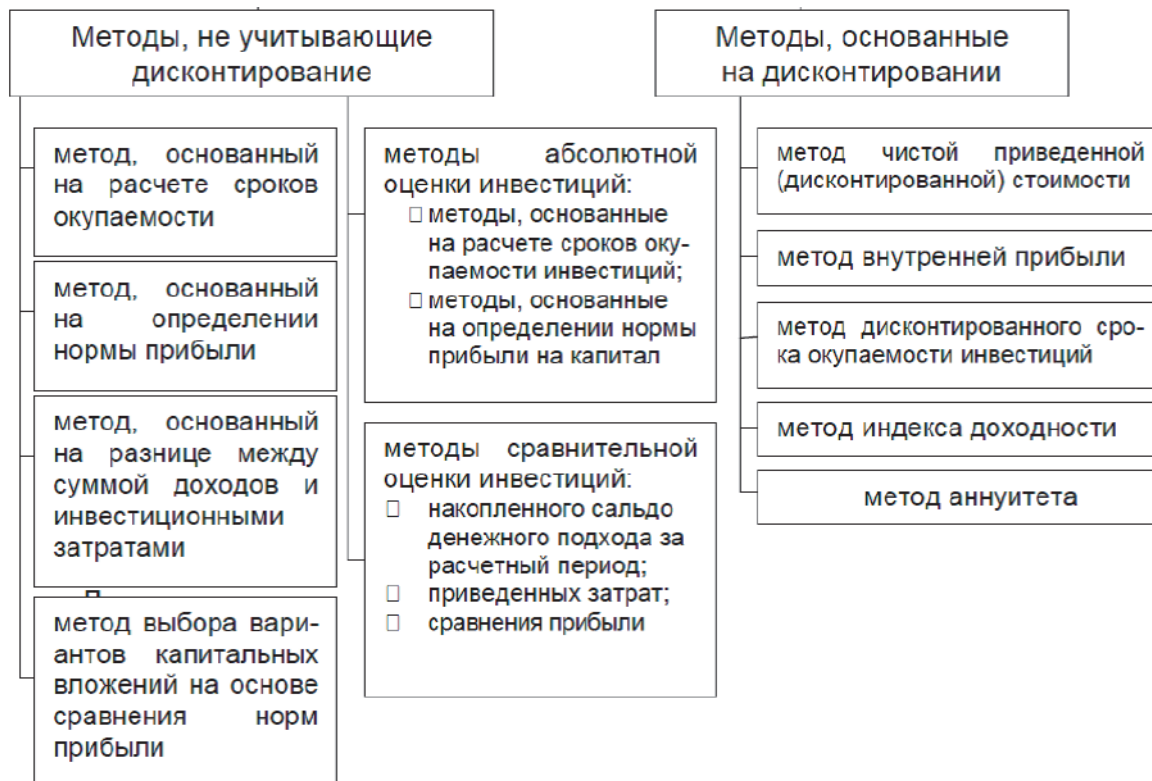 Методы, не учитывающие
дисконтирование
метод, основанный
на расчете сроков
окупаемости
метод, основанный
на определении
нормы прибыли
метод, основанный
на разнице между
суммой доходов и
инвестиционными
затратами
метод выбора вари-
антов капитальных
вложений на основе
сравнения норм
прибыли
методы абсолютной
оценки инвестиций:
методы, основанные
на расчете сроков оку-
паемости инвестиций;
методы, основанные
на определении нормы
прибыли на капитал
методы сравнительной
оценки инвестиций:
накопленного сальдо
денежного подхода за
расчетный период;
приведенных затрат;
сравнения прибыли
Методы, основанные
на дисконтировании
метод чистой приведенной
(дисконтированной) стоимости
метод внутренней прибыли
метод дисконтированного сро-
ка окупаемости инвестиций
метод индекса доходности
метод аннуитета